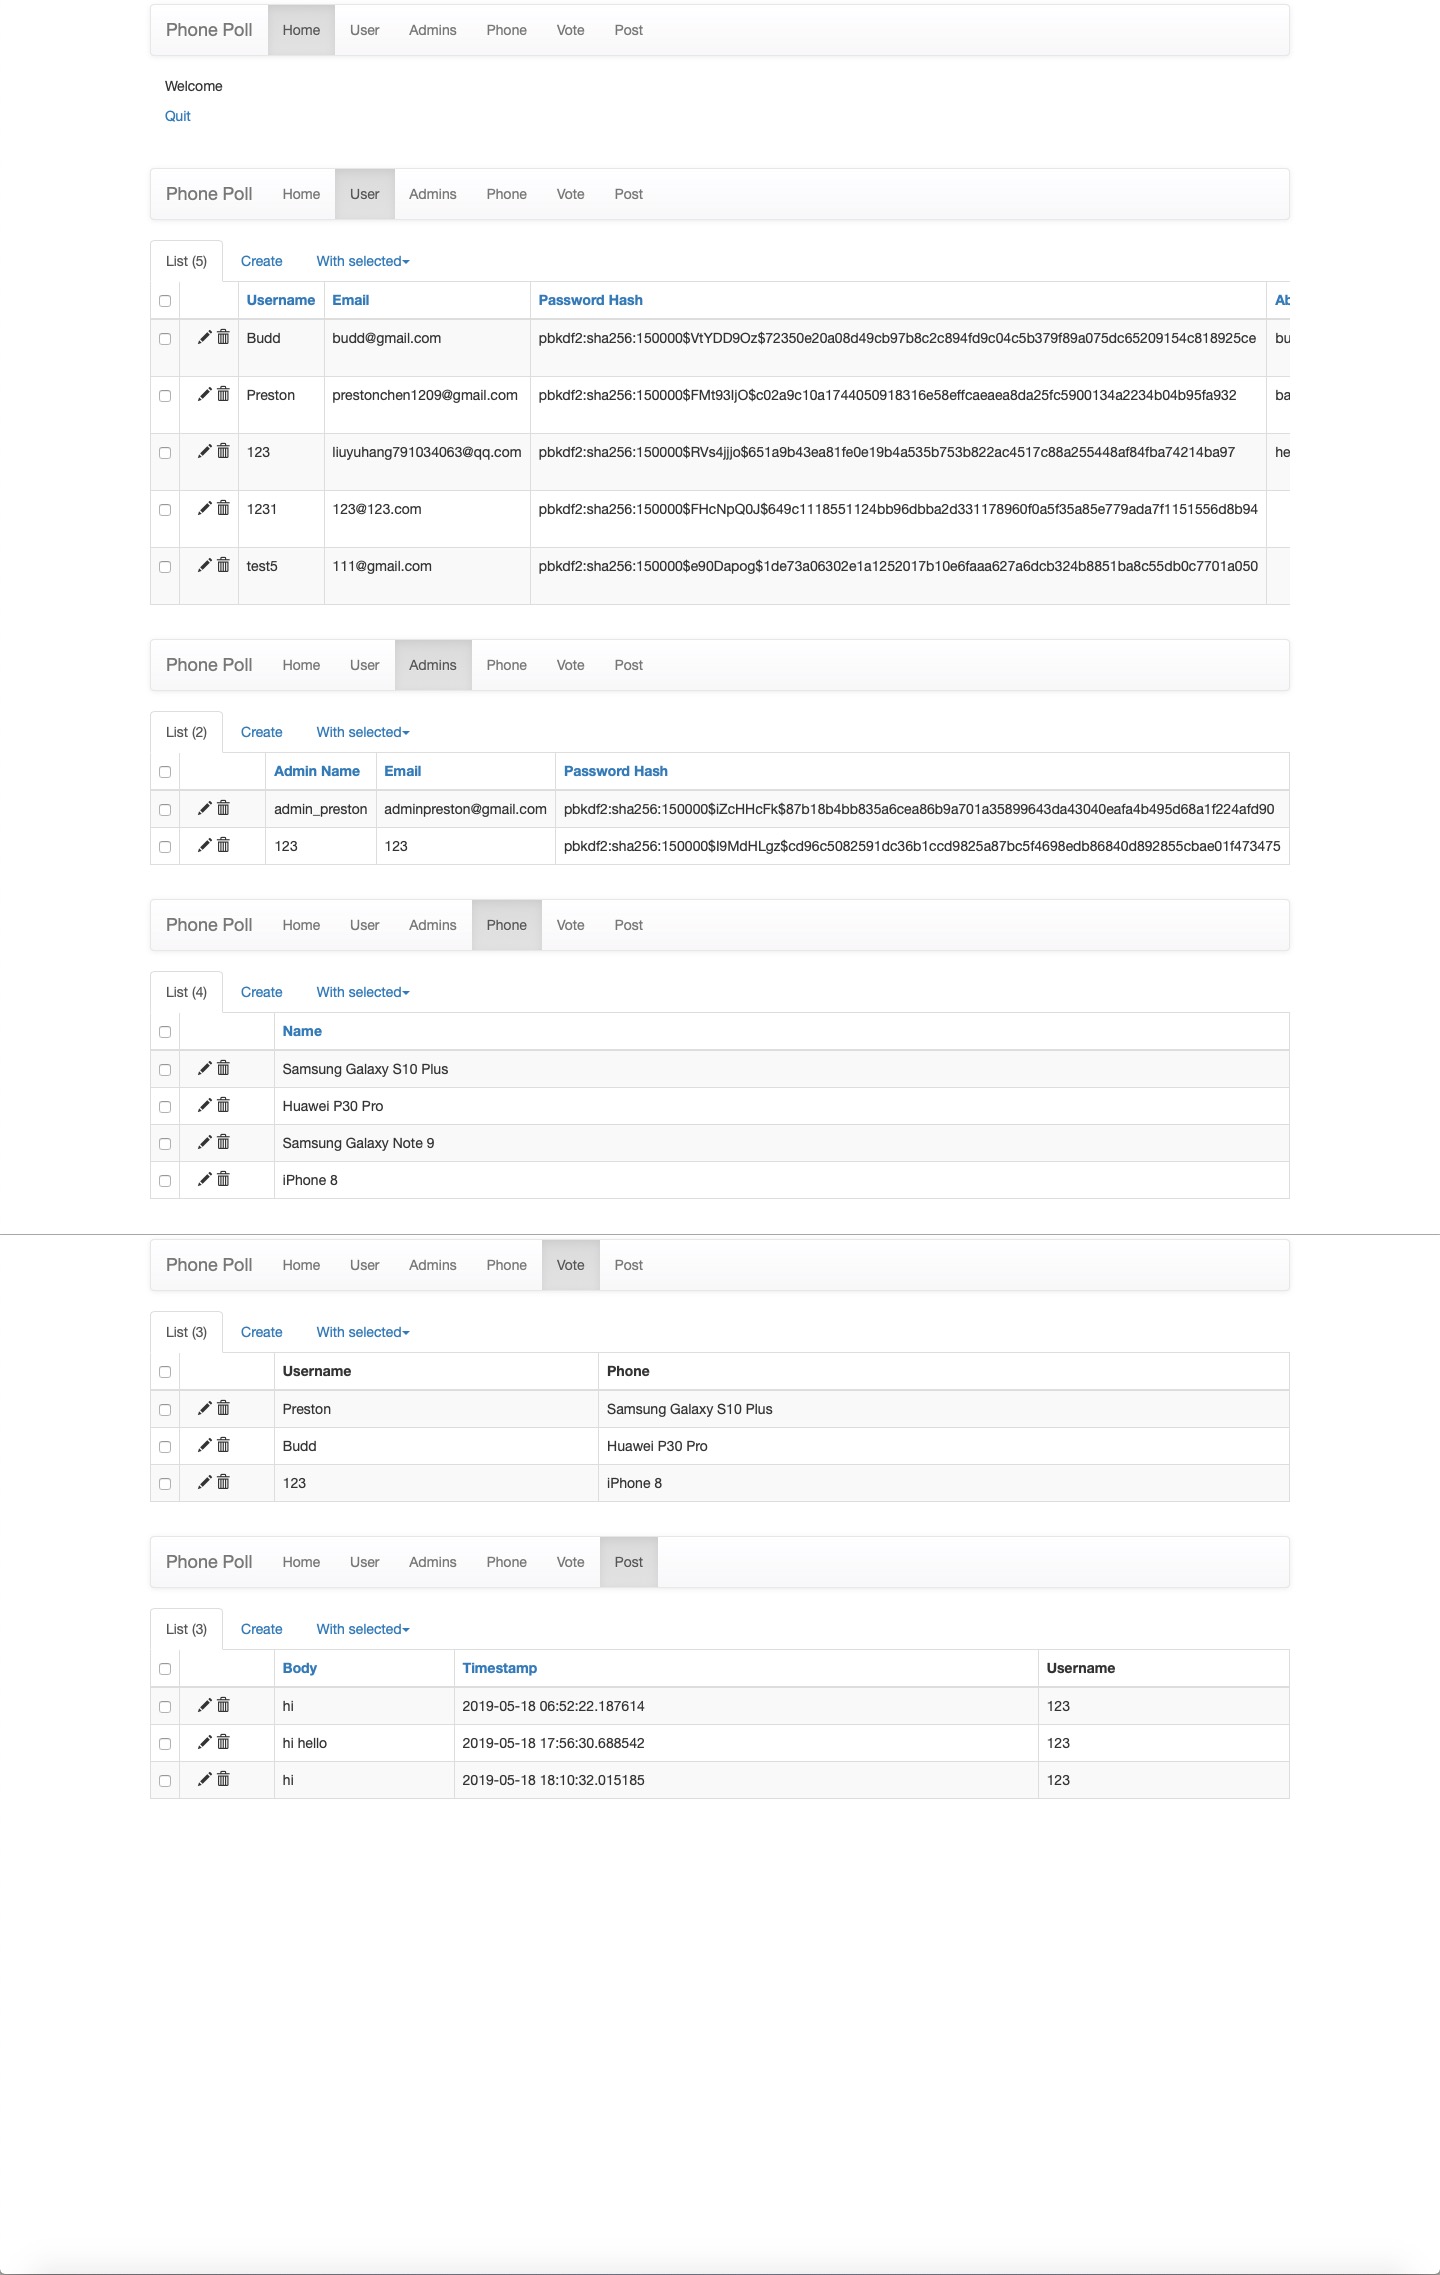 Phone Poll Home User Admins Phone Vote Post
Welcome
Quit
Phone Poll Home User Admins Phone Vote Post
List (5) Create With selected
Username Email Password Hash Ab
Budd budd@gmail.com pbkdf2:sha256:150000$VtYDD9Oz$72350e20a08d49cb97b8c2c894fd9c04c5b379f89a075dc65209154c818925ce bu
Preston prestonchen1209@gmail.com pbkdf2:sha256:150000$FMt93IjO$c02a9c10a1744050918316e58effcaeaea8da25fc5900134a2234b04b95fa932 ba
123 liuyuhang791034063@qq.com pbkdf2:sha256:150000$RVs4jjjo$651a9b43ea81fe0e19b4a535b753b822ac4517c88a255448af84fba74214ba97 he
1231 123@123.com pbkdf2:sha256:150000$FHcNpQ0J$649c1118551124bb96dbba2d331178960f0a5f35a85e779ada7f1151556d8b94
test5 111@gmail.com pbkdf2:sha256:150000$e90Dapog$1de73a06302e1a1252017b10e6faaa627a6dcb324b8851ba8c55db0c7701a050
Phone Poll Home User Admins Phone Vote Post
List (2) Create With selected
Admin Name Email Password Hash
admin_preston adminpreston@gmail.com pbkdf2:sha256:150000$iZcHHcFk$87b18b4bb835a6cea86b9a701a35899643da43040eafa4b495d68a1f224afd90
123 123 pbkdf2:sha256:150000$I9MdHLgz$cd96c5082591dc36b1ccd9825a87bc5f4698edb86840d892855cbae01f473475
Phone Poll Home User Admins Phone Vote Post
List (4) Create With selected
Name
Samsung Galaxy S10 Plus
Huawei P30 Pro
Samsung Galaxy Note 9
iPhone 8
Phone Poll Home User Admins Phone Vote Post
List (3) Create With selected
Username Phone
Preston Samsung Galaxy S10 Plus
Budd Huawei P30 Pro
123 iPhone 8
Phone Poll Home User Admins Phone Vote Post
List (3) Create With selected
Body Timestamp Username
hi 2019-05-18 06:52:22.187614 123
hi hello 2019-05-18 17:56:30.688542 123
hi 2019-05-18 18:10:32.015185 123